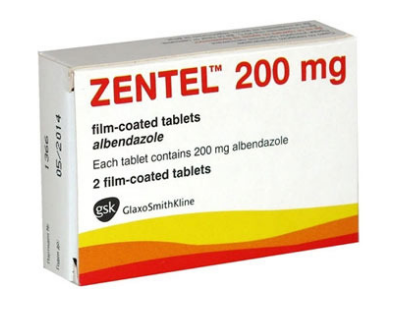 ZENTEL™ 200 mg
film-coated tablets
albendazole
Each tablet contains 200 mg albendazole
2 film-coated tablets
gsk GlaxoSmithKline
1366
05/2014